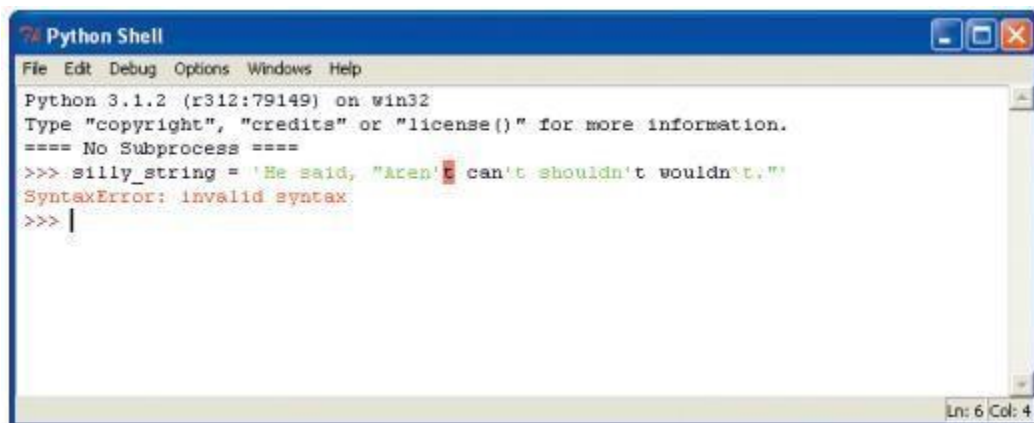 Python Shell
File Edit Debug Options Windows Help
Python 3.1.2 (r312:79149) on win32
Type "copyright", "credits" or "license()" for more information.
==== No Subprocess ====
>>> silly_string = 'He said, "Aren't can't shouldn't wouldn't."'
SyntaxError: invalid syntax
>>>
Ln: 6 Col: 4